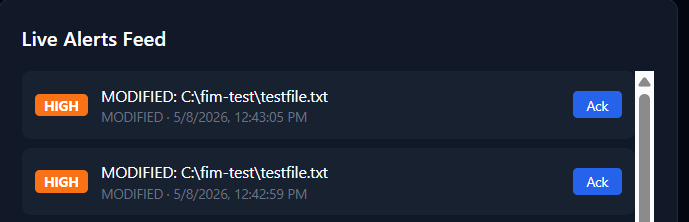 Live Alerts Feed
HIGH
MODIFIED: C:\fim-test\testfile.txt
MODIFIED · 5/8/2026, 12:43:05 PM
Ack
HIGH
MODIFIED: C:\fim-test\testfile.txt
MODIFIED · 5/8/2026, 12:42:59 PM
Ack